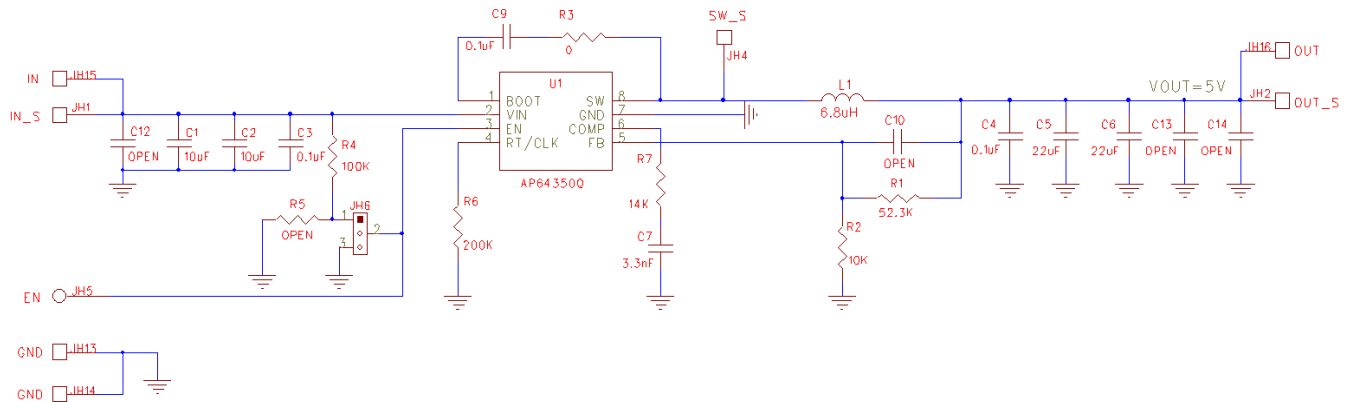 C9
0.1uF
R3
0
SW_S
JH4
IN
JH15
IN_S
JH1
U1
1 BOOT
2 VIN
3 EN
4 RT/CLK
SW 8
GND 7
COMP 6
FB 5
AP64350Q
L1
6.8uH
VOUT=5V
JH16 OUT
JH2 OUT_S
C12
OPEN
C1
10uF
C2
10uF
C3
0.1uF
R4
100K
R5
OPEN
JH6
1
2
3
R6
200K
R7
14K
C7
3.3nF
C10
OPEN
R1
52.3K
R2
10K
C4
0.1uF
C5
22uF
C6
22uF
C13
OPEN
C14
OPEN
EN
JH5
GND
JH13
GND
JH14